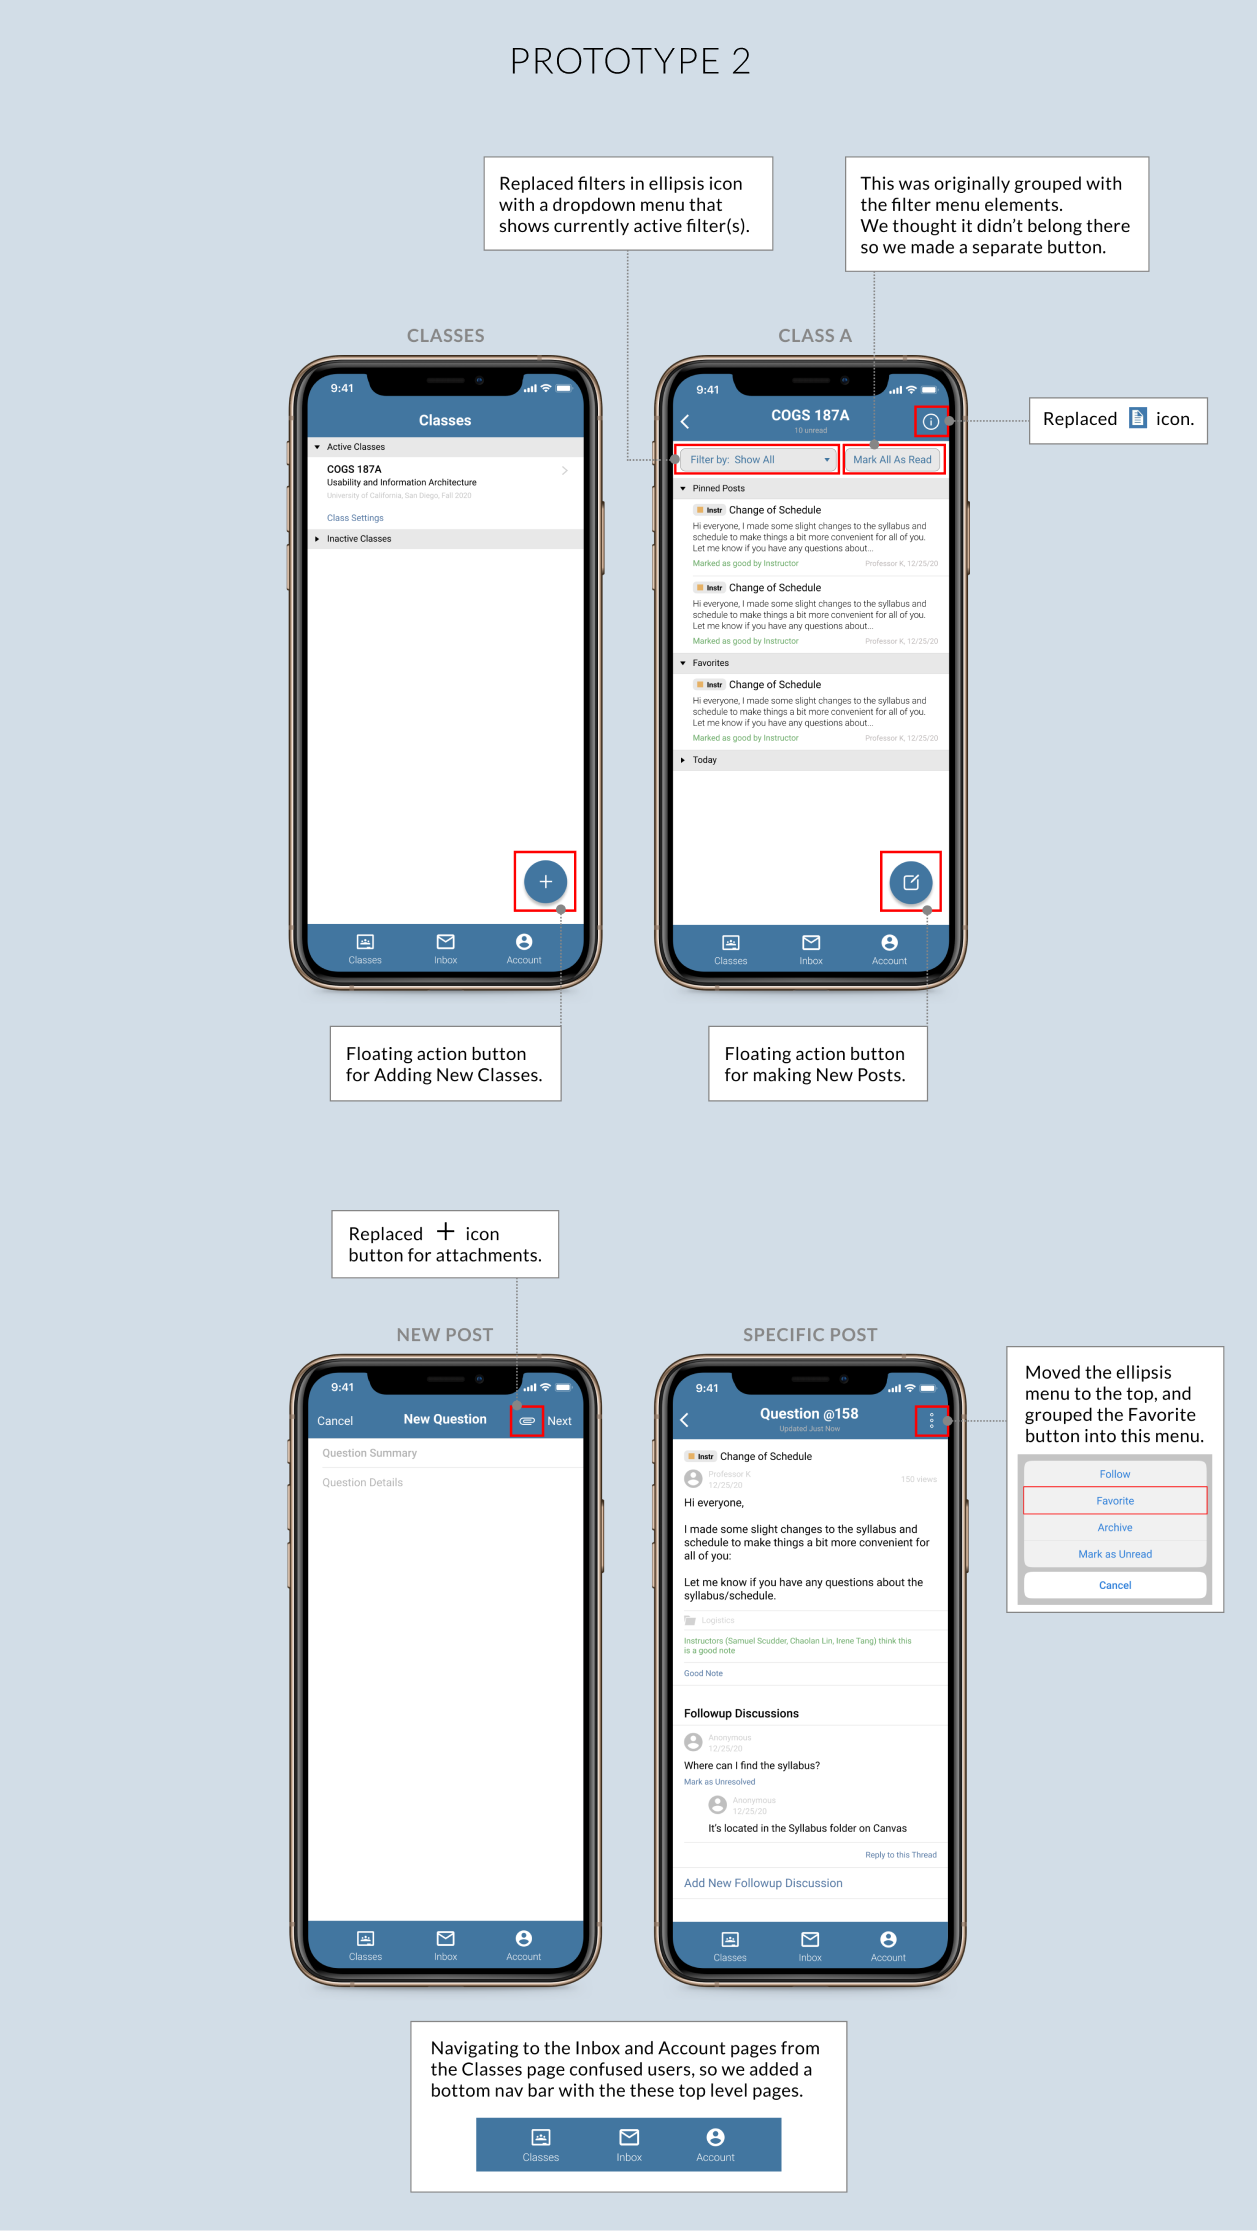 PROTOTYPE 2
Replaced filters in ellipsis icon
with a dropdown menu that
shows currently active filter(s).
This was originally grouped with
the filter menu elements.
We thought it didn't belong there
so we made a separate button.
CLASSES
9:41
Classes
Active Classes
COGS 187A
Usability and Information Architecture
University of California, San Diego, Fall 2020
Class Settings
Inactive Classes
Classes
Inbox
Account
CLASS A
9:41
COGS 187A
10 unread
Filter by: Show All
Mark All As Read
Pinned Posts
Instr Change of Schedule
Hi everyone, I made some slight changes to the syllabus and
schedule to make things a bit more convenient for all of you.
Let me know if you have any questions about...
Marked as good by Instructor
Professor K, 12/25/20
Instr Change of Schedule
Hi everyone, I made some slight changes to the syllabus and
schedule to make things a bit more convenient for all of you.
Let me know if you have any questions about...
Marked as good by Instructor
Professor K, 12/25/20
Favorites
Instr Change of Schedule
Hi everyone, I made some slight changes to the syllabus and
schedule to make things a bit more convenient for all of you.
Let me know if you have any questions about...
Marked as good by Instructor
Professor K, 12/25/20
Today
Classes
Inbox
Account
Replaced icon.
Floating action button
for Adding New Classes.
Floating action button
for making New Posts.
Replaced + icon
button for attachments.
NEW POST
9:41
Cancel
New Question
Next
Question Summary
Question Details
Classes
Inbox
Account
SPECIFIC POST
9:41
Question @158
Updated Just Now
Instr Change of Schedule
Professor K
12/25/20
150 views
Hi everyone,
I made some slight changes to the syllabus and
schedule to make things a bit more convenient for
all of you:
Let me know if you have any questions about the
syllabus/schedule.
Logistics
Instructors (Samuel Scudder, Chaolan Lin, Irene Tang) think this
is a good note
Good Note
Followup Discussions
Anonymous
12/25/20
Where can I find the syllabus?
Mark as Unresolved
Anonymous
12/25/20
It's located in the Syllabus folder on Canvas
Reply to this Thread
Add New Followup Discussion
Classes
Inbox
Account
Moved the ellipsis
menu to the top, and
grouped the Favorite
button into this menu.
Follow
Favorite
Archive
Mark as Unread
Cancel
Navigating to the Inbox and Account pages from
the Classes page confused users, so we added a
bottom nav bar with the these top level pages.
Classes
Inbox
Account